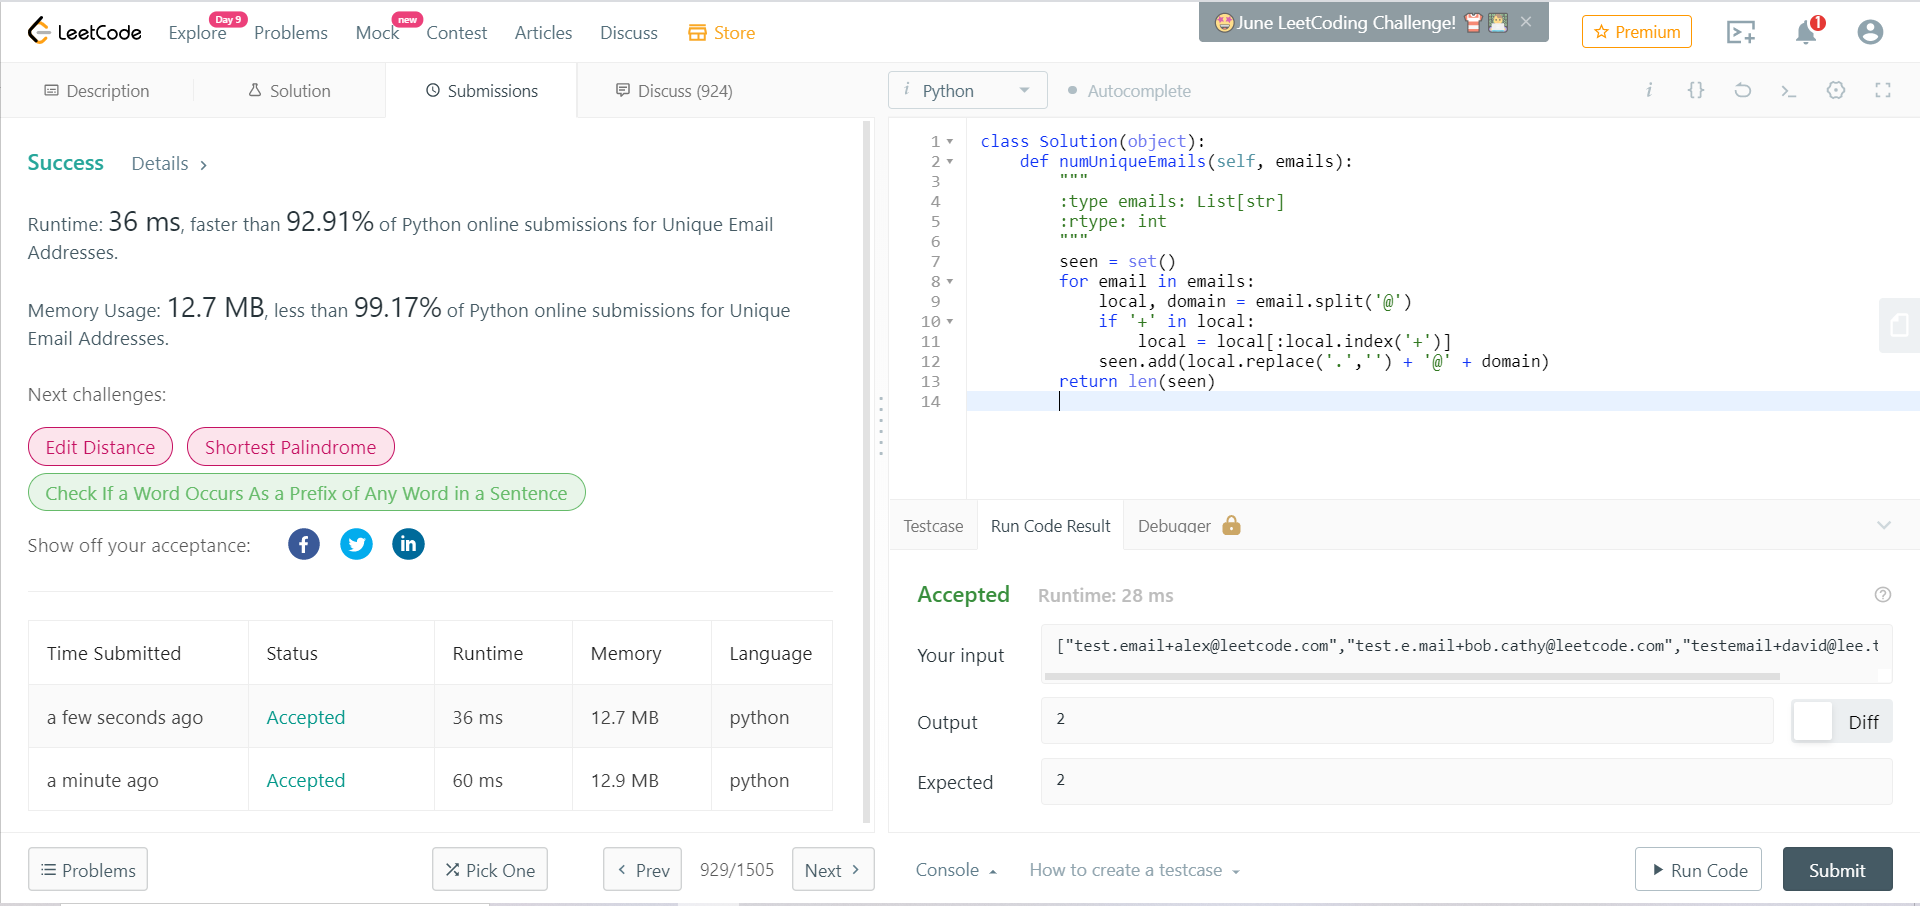 LeetCode
Explore Day 9 Problems Mock new Contest Articles Discuss Store
June LeetCoding Challenge!
Premium
1
Description Solution Submissions Discuss (924)
i Python Autocomplete
i {}
Success Details >
Runtime: 36 ms, faster than 92.91% of Python online submissions for Unique Email
Addresses.
Memory Usage: 12.7 MB, less than 99.17% of Python online submissions for Unique
Email Addresses.
Next challenges:
Edit Distance Shortest Palindrome
Check If a Word Occurs As a Prefix of Any Word in a Sentence
Show off your acceptance:
Time Submitted Status Runtime Memory Language
a few seconds ago Accepted 36 ms 12.7 MB python
a minute ago Accepted 60 ms 12.9 MB python
Problems Pick One < Prev 929/1505 Next >
1 class Solution(object):
2 def numUniqueEmails(self, emails):
3 """
4 :type emails: List[str]
5 :rtype: int
6 """
7 seen = set()
8 for email in emails:
9 local, domain = email.split('@')
10 if '+' in local:
11 local = local[:local.index('+')]
12 seen.add(local.replace('.','') + '@' + domain)
13 return len(seen)
14
Testcase Run Code Result Debugger
Accepted Runtime: 28 ms
Your input ["test.email+alex@leetcode.com","test.e.mail+bob.cathy@leetcode.com","testemail+david@lee.t
Output 2 Diff
Expected 2
Console How to create a testcase Run Code Submit